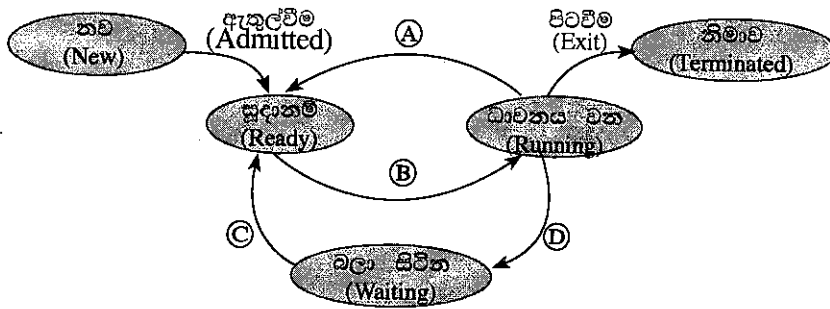 නව
(New)
ඇතුල්වීම
(Admitted)
A
පිටවීම
(Exit)
නිමාව
(Terminated)
සූදානම්
(Ready)
ධාවනය වන
(Running)
B
C
D
බලා සිටින
(Waiting)